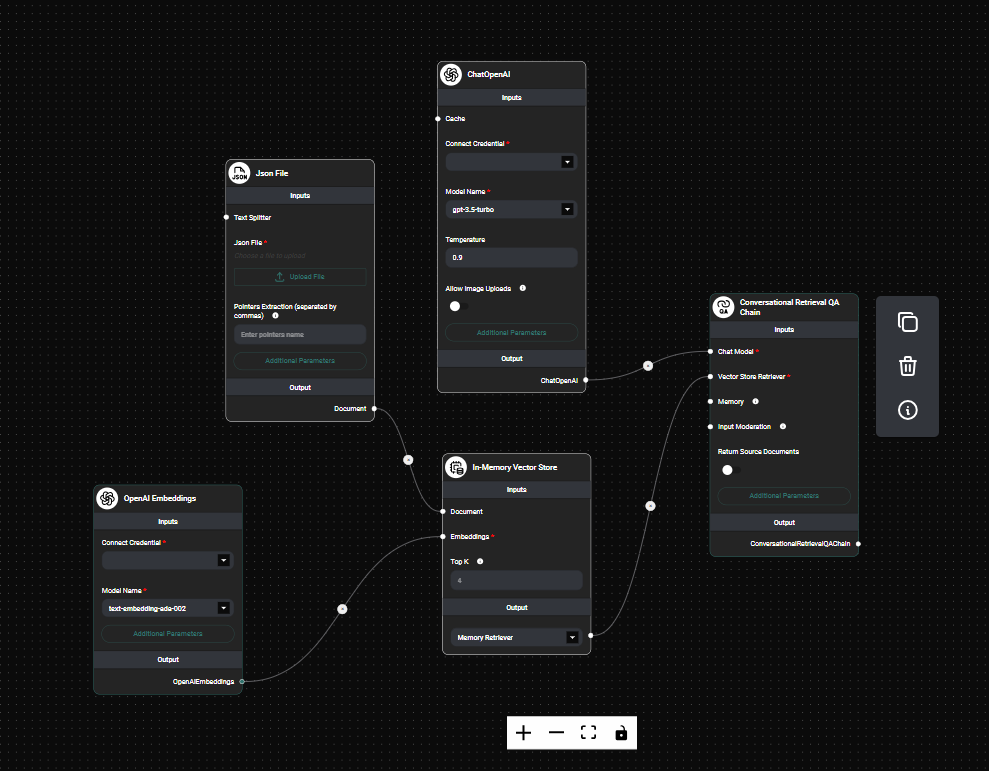 ChatOpenAI
Inputs
Cache
Connect Credential *
Model Name *
gpt-3.5-turbo
Temperature
0.9
Allow Image Uploads
Additional Parameters
Output
ChatOpenAI
JSON
Json File
Inputs
Text Splitter
Json File *
Choose a file to upload
Upload File
Pointers Extraction (separated by
commas)
Enter pointers name
Additional Parameters
Output
Document
QA
Conversational Retrieval QA
Chain
Inputs
Chat Model *
Vector Store Retriever *
Memory
Input Moderation
Return Source Documents
Additional Parameters
Output
ConversationalRetrievalQAChain
In-Memory Vector Store
Inputs
Document
Embeddings *
Top K
4
Output
Memory Retriever
OpenAI Embeddings
Inputs
Connect Credential *
Model Name *
text-embedding-ada-002
Additional Parameters
Output
OpenAIEmbeddings